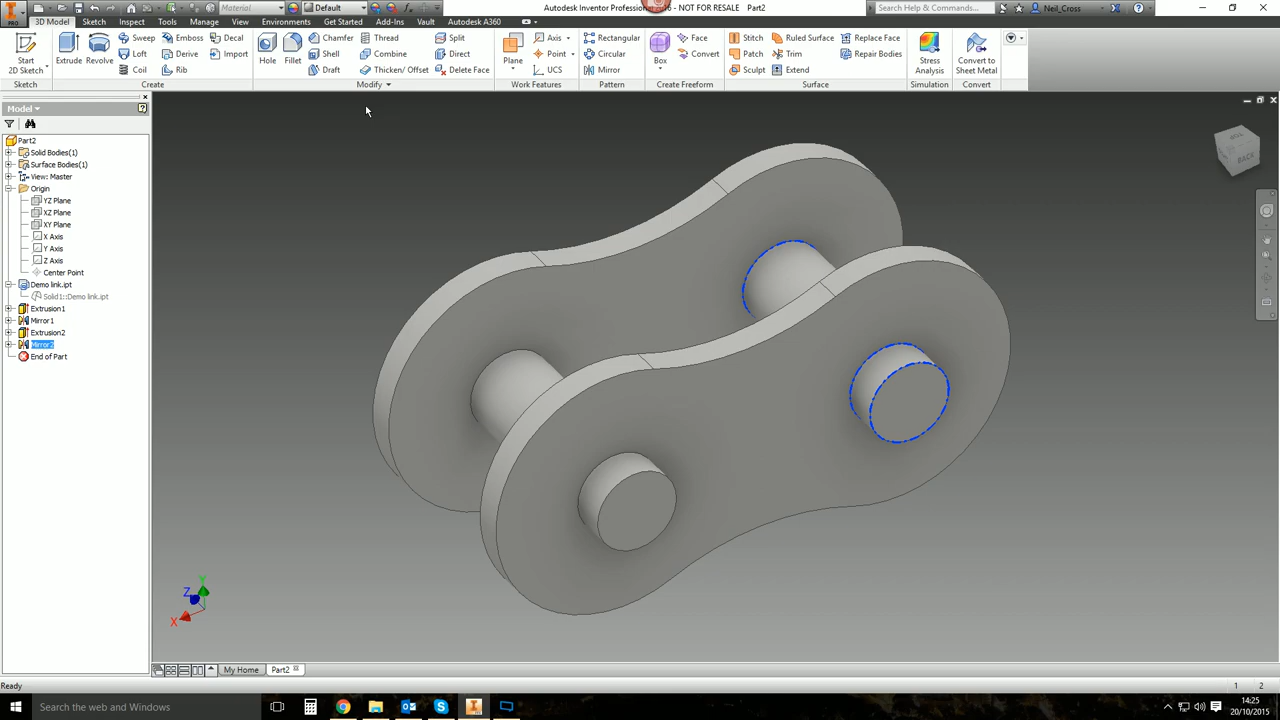 Material Default Autodesk Inventor Professional - NOT FOR RESALE Part2 Search Help & Commands... Neil_Cross
PRO 3D Model Sketch Inspect Tools Manage View Environments Get Started Add-Ins Vault Autodesk A360
Start 2D Sketch Extrude Revolve Sweep Emboss Decal Hole Fillet Chamfer Thread Split Plane Axis Rectangular Box Face Stitch Ruled Surface Replace Face Stress Analysis Convert to Sheet Metal
Loft Derive Import Shell Combine Direct Point Circular Convert Patch Trim Repair Bodies
Coil Rib Draft Thicken/ Offset Delete Face UCS Mirror Sculpt Extend
Sketch Create Modify Work Features Pattern Create Freeform Surface Simulation Convert
Model
Part2
Solid Bodies(1)
Surface Bodies(1)
View: Master
Origin
YZ Plane
XZ Plane
XY Plane
X Axis
Y Axis
Z Axis
Center Point
Demo link.ipt
Solid1::Demo link.ipt
Extrusion1
Mirror1
Extrusion2
Mirror2
End of Part
TOP
BACK
Y
Z
X
My Home Part2
Ready 1 2
Search the web and Windows 14:25
20/10/2015